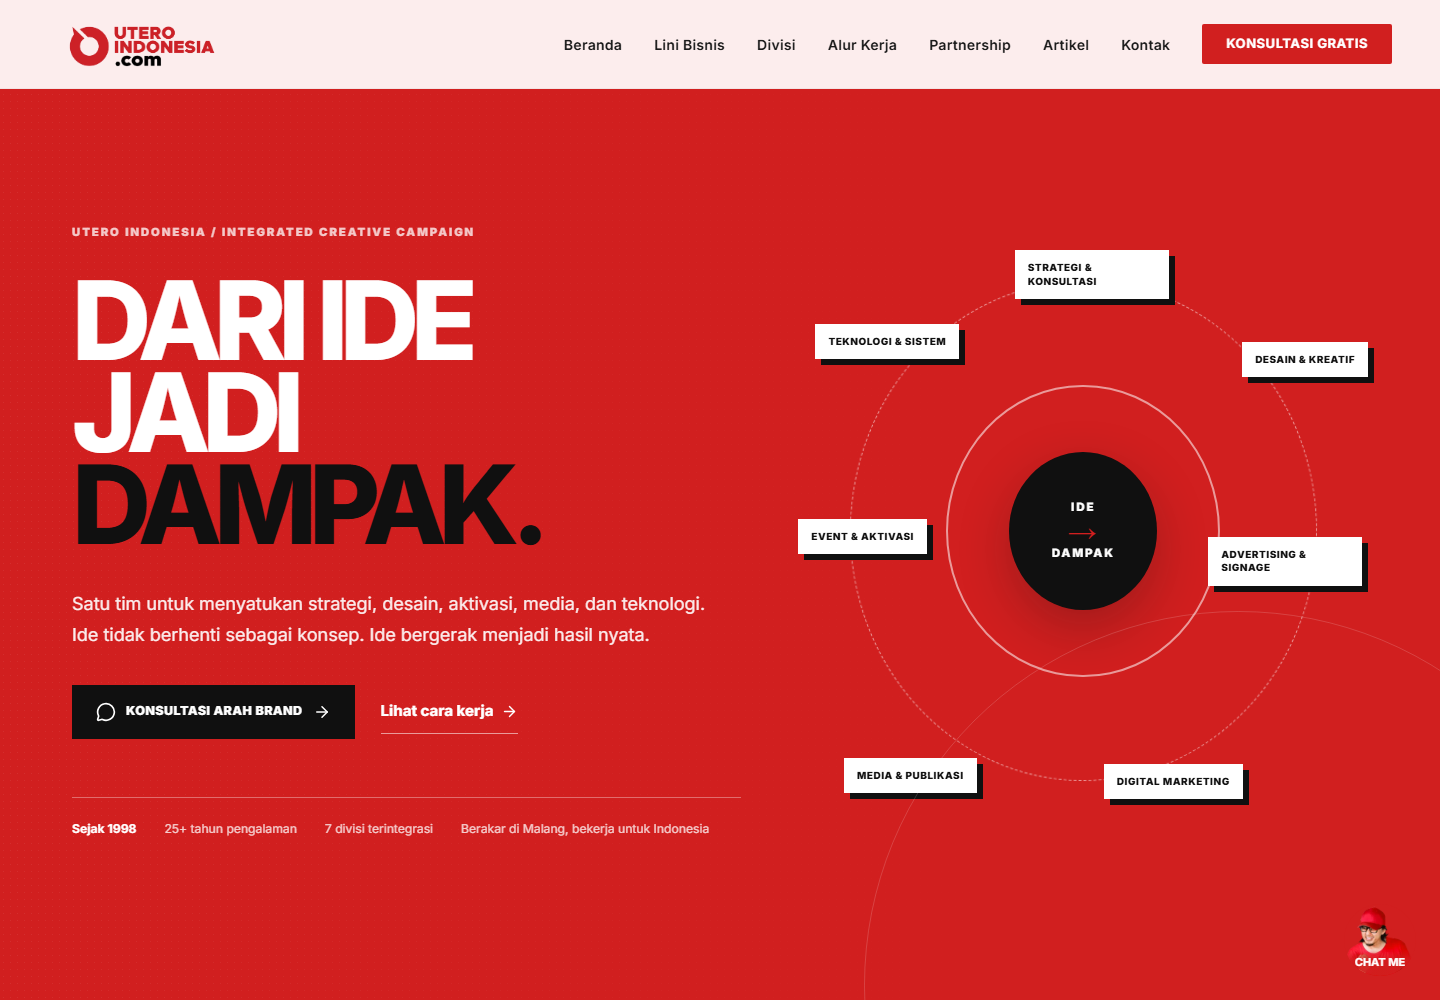 UTERO
INDONESIA
.com
Beranda
Lini Bisnis
Divisi
Alur Kerja
Partnership
Artikel
Kontak
KONSULTASI GRATIS
UTERO INDONESIA / INTEGRATED CREATIVE CAMPAIGN
DARI IDE
JADI
DAMPAK.
Satu tim untuk menyatukan strategi, desain, aktivasi, media, dan teknologi.
Ide tidak berhenti sebagai konsep. Ide bergerak menjadi hasil nyata.
KONSULTASI ARAH BRAND →
Lihat cara kerja →
Sejak 1998
25+ tahun pengalaman
7 divisi terintegrasi
Berakar di Malang, bekerja untuk Indonesia
STRATEGI &
KONSULTASI
TEKNOLOGI & SISTEM
DESAIN & KREATIF
IDE
→
DAMPAK
EVENT & AKTIVASI
ADVERTISING &
SIGNAGE
MEDIA & PUBLIKASI
DIGITAL MARKETING
CHAT ME